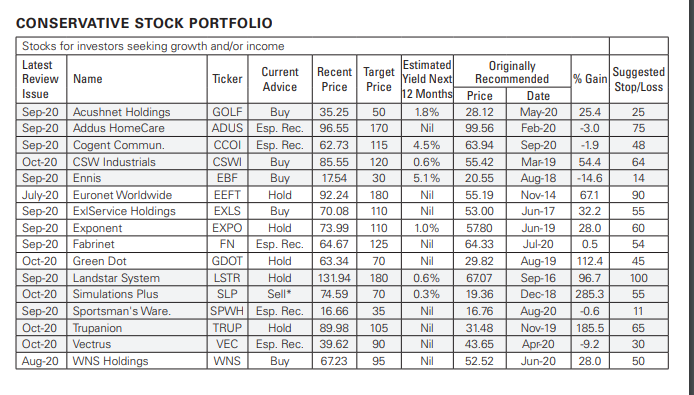 CONSERVATIVE STOCK PORTFOLIO
Stocks for investors seeking growth and/or income
Latest Review Issue Name Ticker Current Advice Recent Price Target Price Estimated Yield Next 12 Months Originally Recommended Price Date % Gain Suggested Stop/Loss
Sep-20 Acushnet Holdings GOLF Buy 35.25 50 1.8% 28.12 May-20 25.4 25
Sep-20 Addus HomeCare ADUS Esp. Rec. 96.55 170 Nil 99.56 Feb-20 -3.0 75
Sep-20 Cogent Commun. CCOI Esp. Rec. 62.73 115 4.5% 63.94 Sep-20 -1.9 48
Oct-20 CSW Industrials CSWI Buy 85.55 120 0.6% 55.42 Mar-19 54.4 64
Sep-20 Ennis EBF Buy 17.54 30 5.1% 20.55 Aug-18 -14.6 14
July-20 Euronet Worldwide EEFT Hold 92.24 180 Nil 55.19 Nov-14 67.1 90
Sep-20 ExlService Holdings EXLS Buy 70.08 110 Nil 53.00 Jun-17 32.2 55
Sep-20 Exponent EXPO Hold 73.99 110 1.0% 57.80 Jun-19 28.0 60
Sep-20 Fabrinet FN Esp. Rec. 64.67 125 Nil 64.33 Jul-20 0.5 54
Oct-20 Green Dot GDOT Hold 63.34 70 Nil 29.82 Aug-19 112.4 45
Sep-20 Landstar System LSTR Hold 131.94 180 0.6% 67.07 Sep-16 96.7 100
Oct-20 Simulations Plus SLP Sell* 74.59 70 0.3% 19.36 Dec-18 285.3 55
Sep-20 Sportsman's Ware. SPWH Esp. Rec. 16.66 35 Nil 16.76 Aug-20 -0.6 11
Oct-20 Trupanion TRUP Hold 89.98 105 Nil 31.48 Nov-19 185.5 65
Oct-20 Vectrus VEC Esp. Rec. 39.62 90 Nil 43.65 Apr-20 -9.2 30
Aug-20 WNS Holdings WNS Buy 67.23 95 Nil 52.52 Jun-20 28.0 50